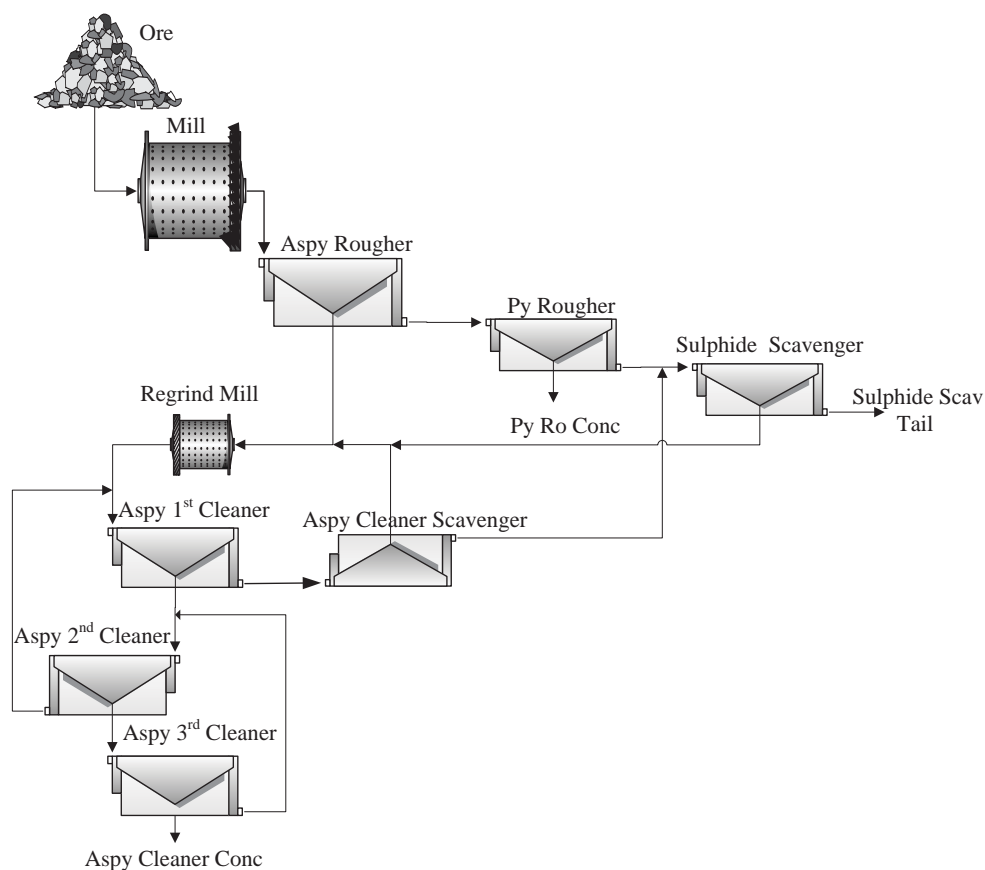 Ore
Mill
Aspy Rougher
Py Rougher
Sulphide Scavenger
Regrind Mill
Sulphide Scav
Tail
Py Ro Conc
Aspy 1st Cleaner
Aspy Cleaner Scavenger
Aspy 2nd Cleaner
Aspy 3rd Cleaner
Aspy Cleaner Conc